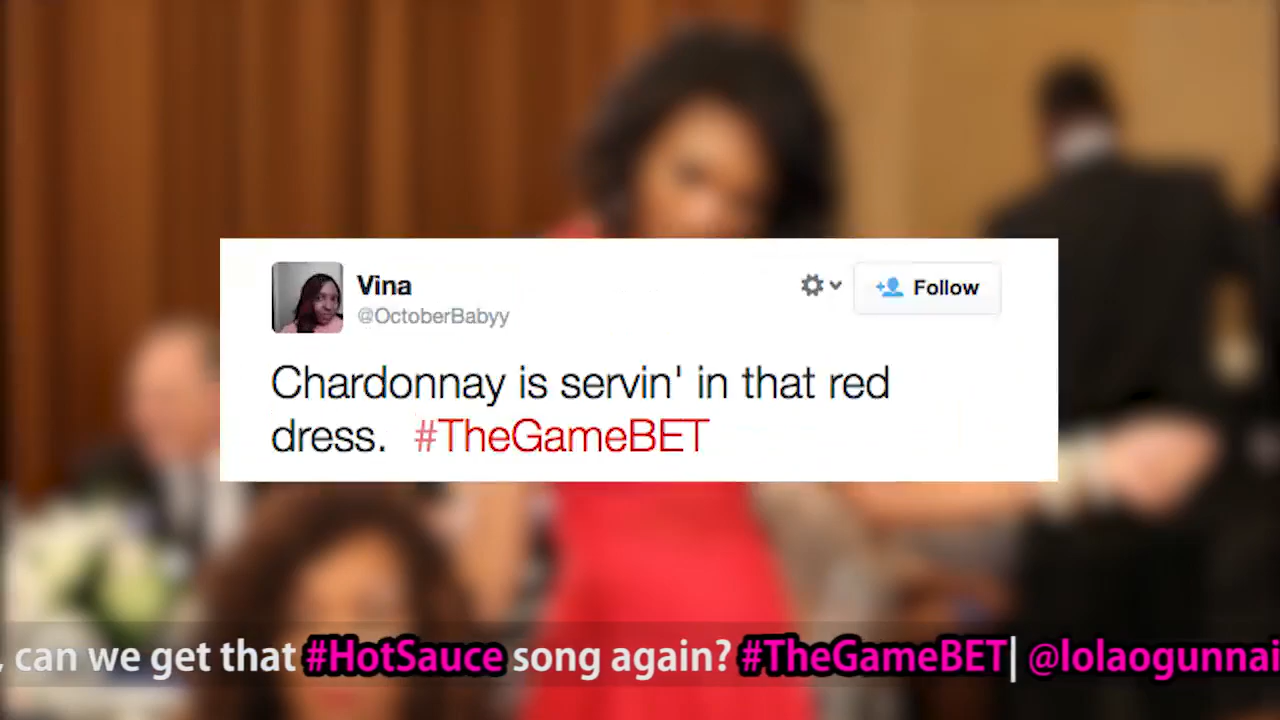 Vina
@OctoberBabyy
Follow
Chardonnay is servin' in that red
dress. #TheGameBET
, can we get that #HotSauce song again? #TheGameBET| @lolaogunnai